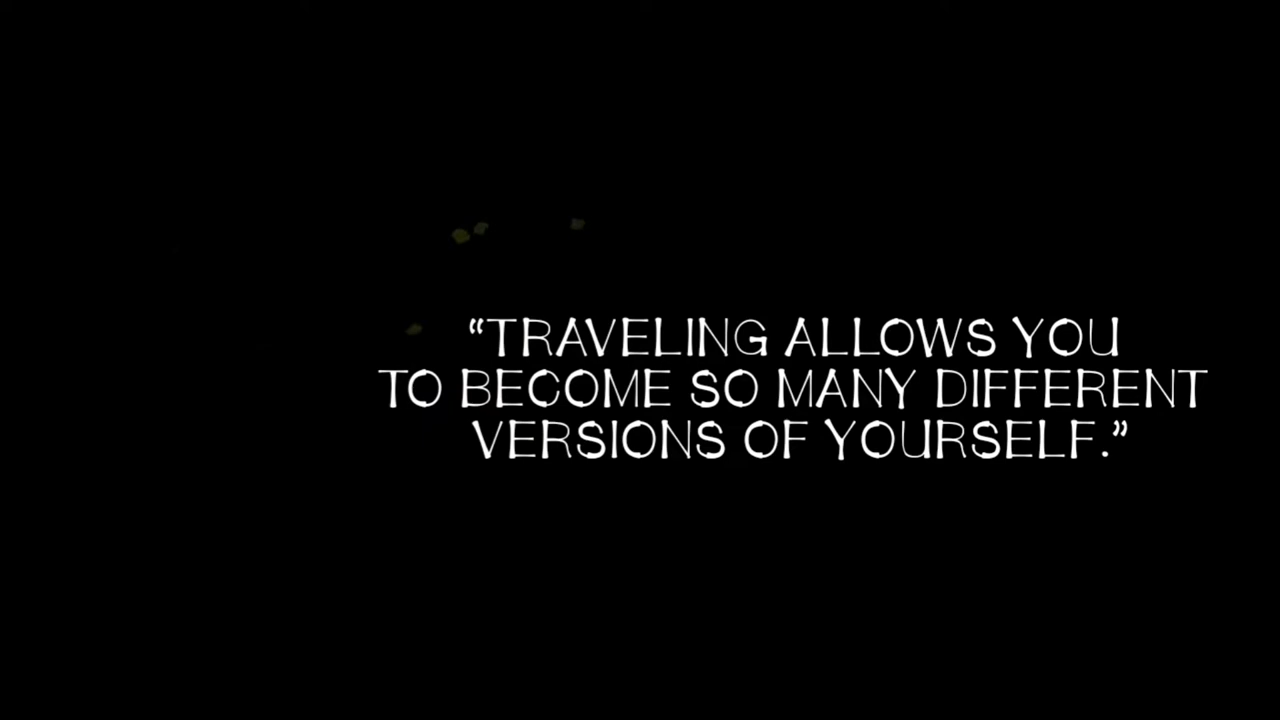 “TRAVELING ALLOWS YOU
TO BECOME SO MANY DIFFERENT
VERSIONS OF YOURSELF.”